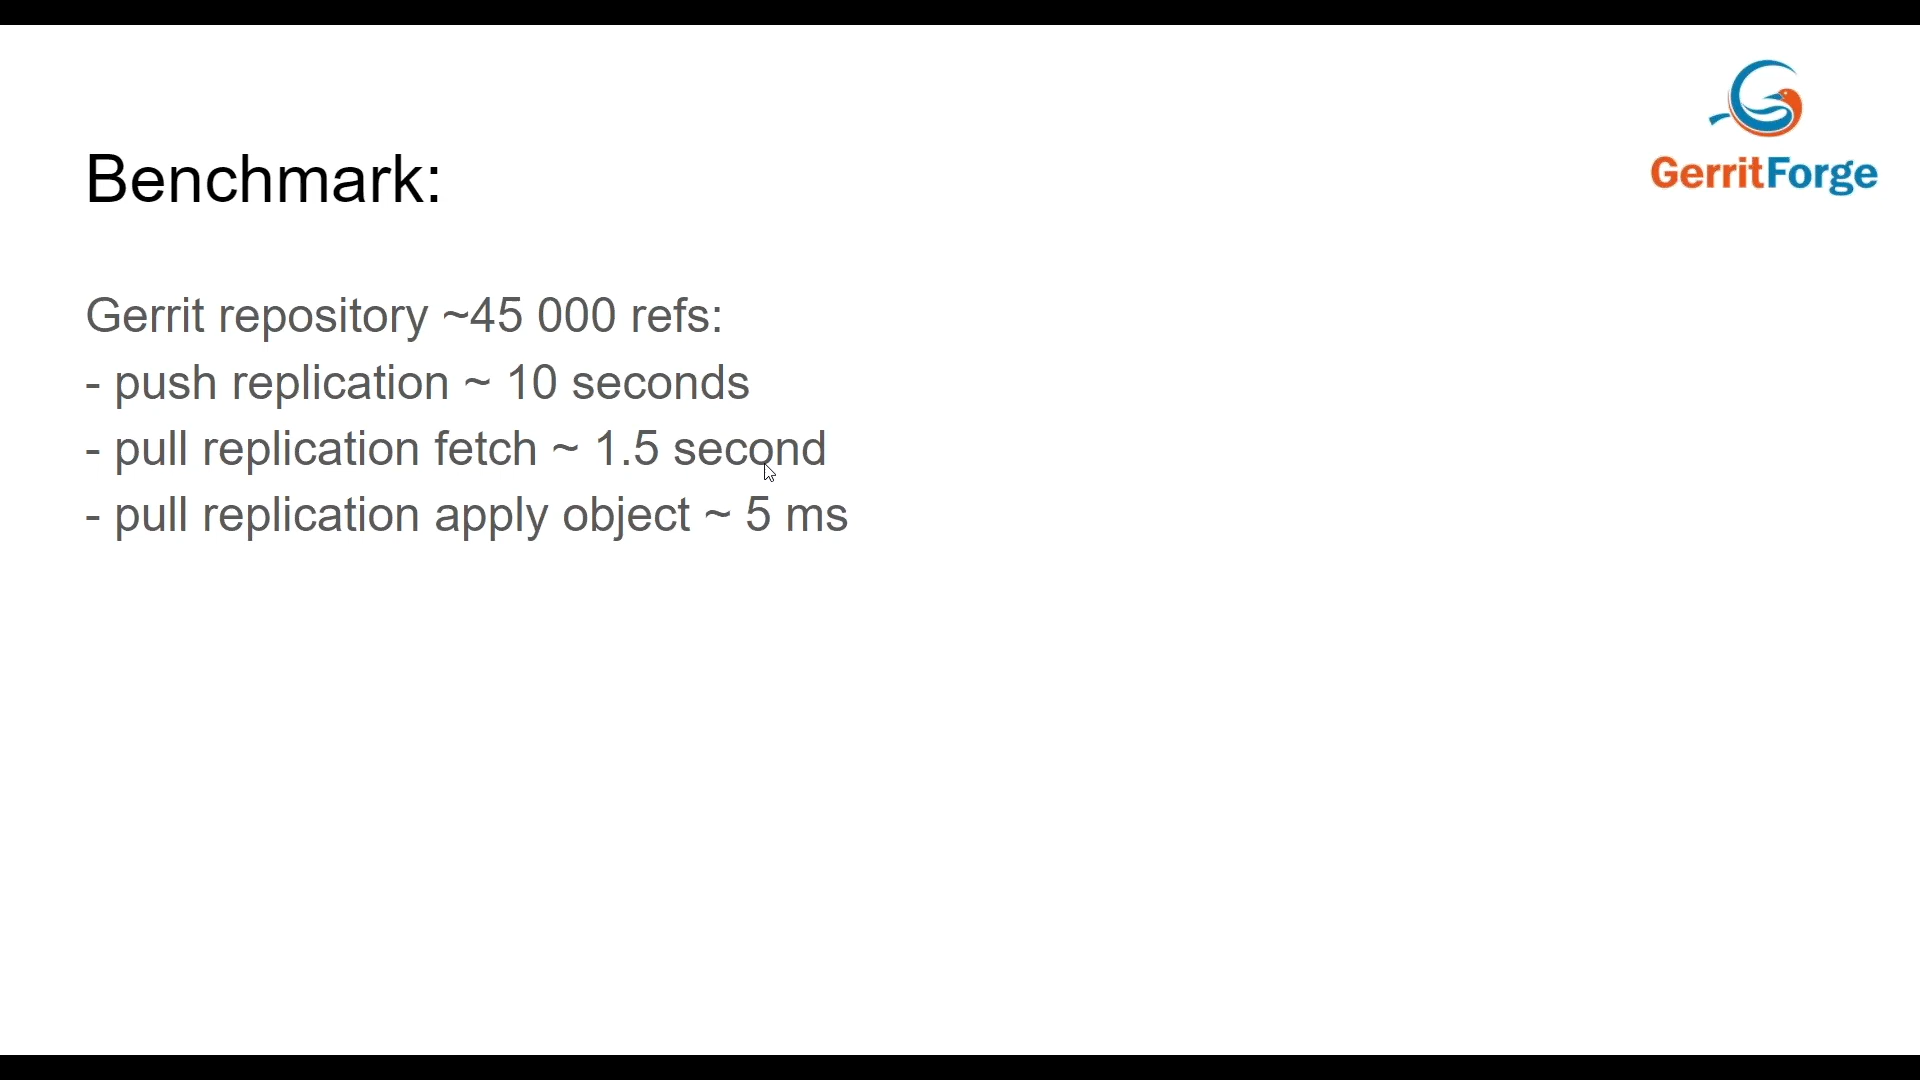 GerritForge
Benchmark:
Gerrit repository ~45 000 refs:
- push replication ~ 10 seconds
- pull replication fetch ~ 1.5 second
- pull replication apply object ~ 5 ms